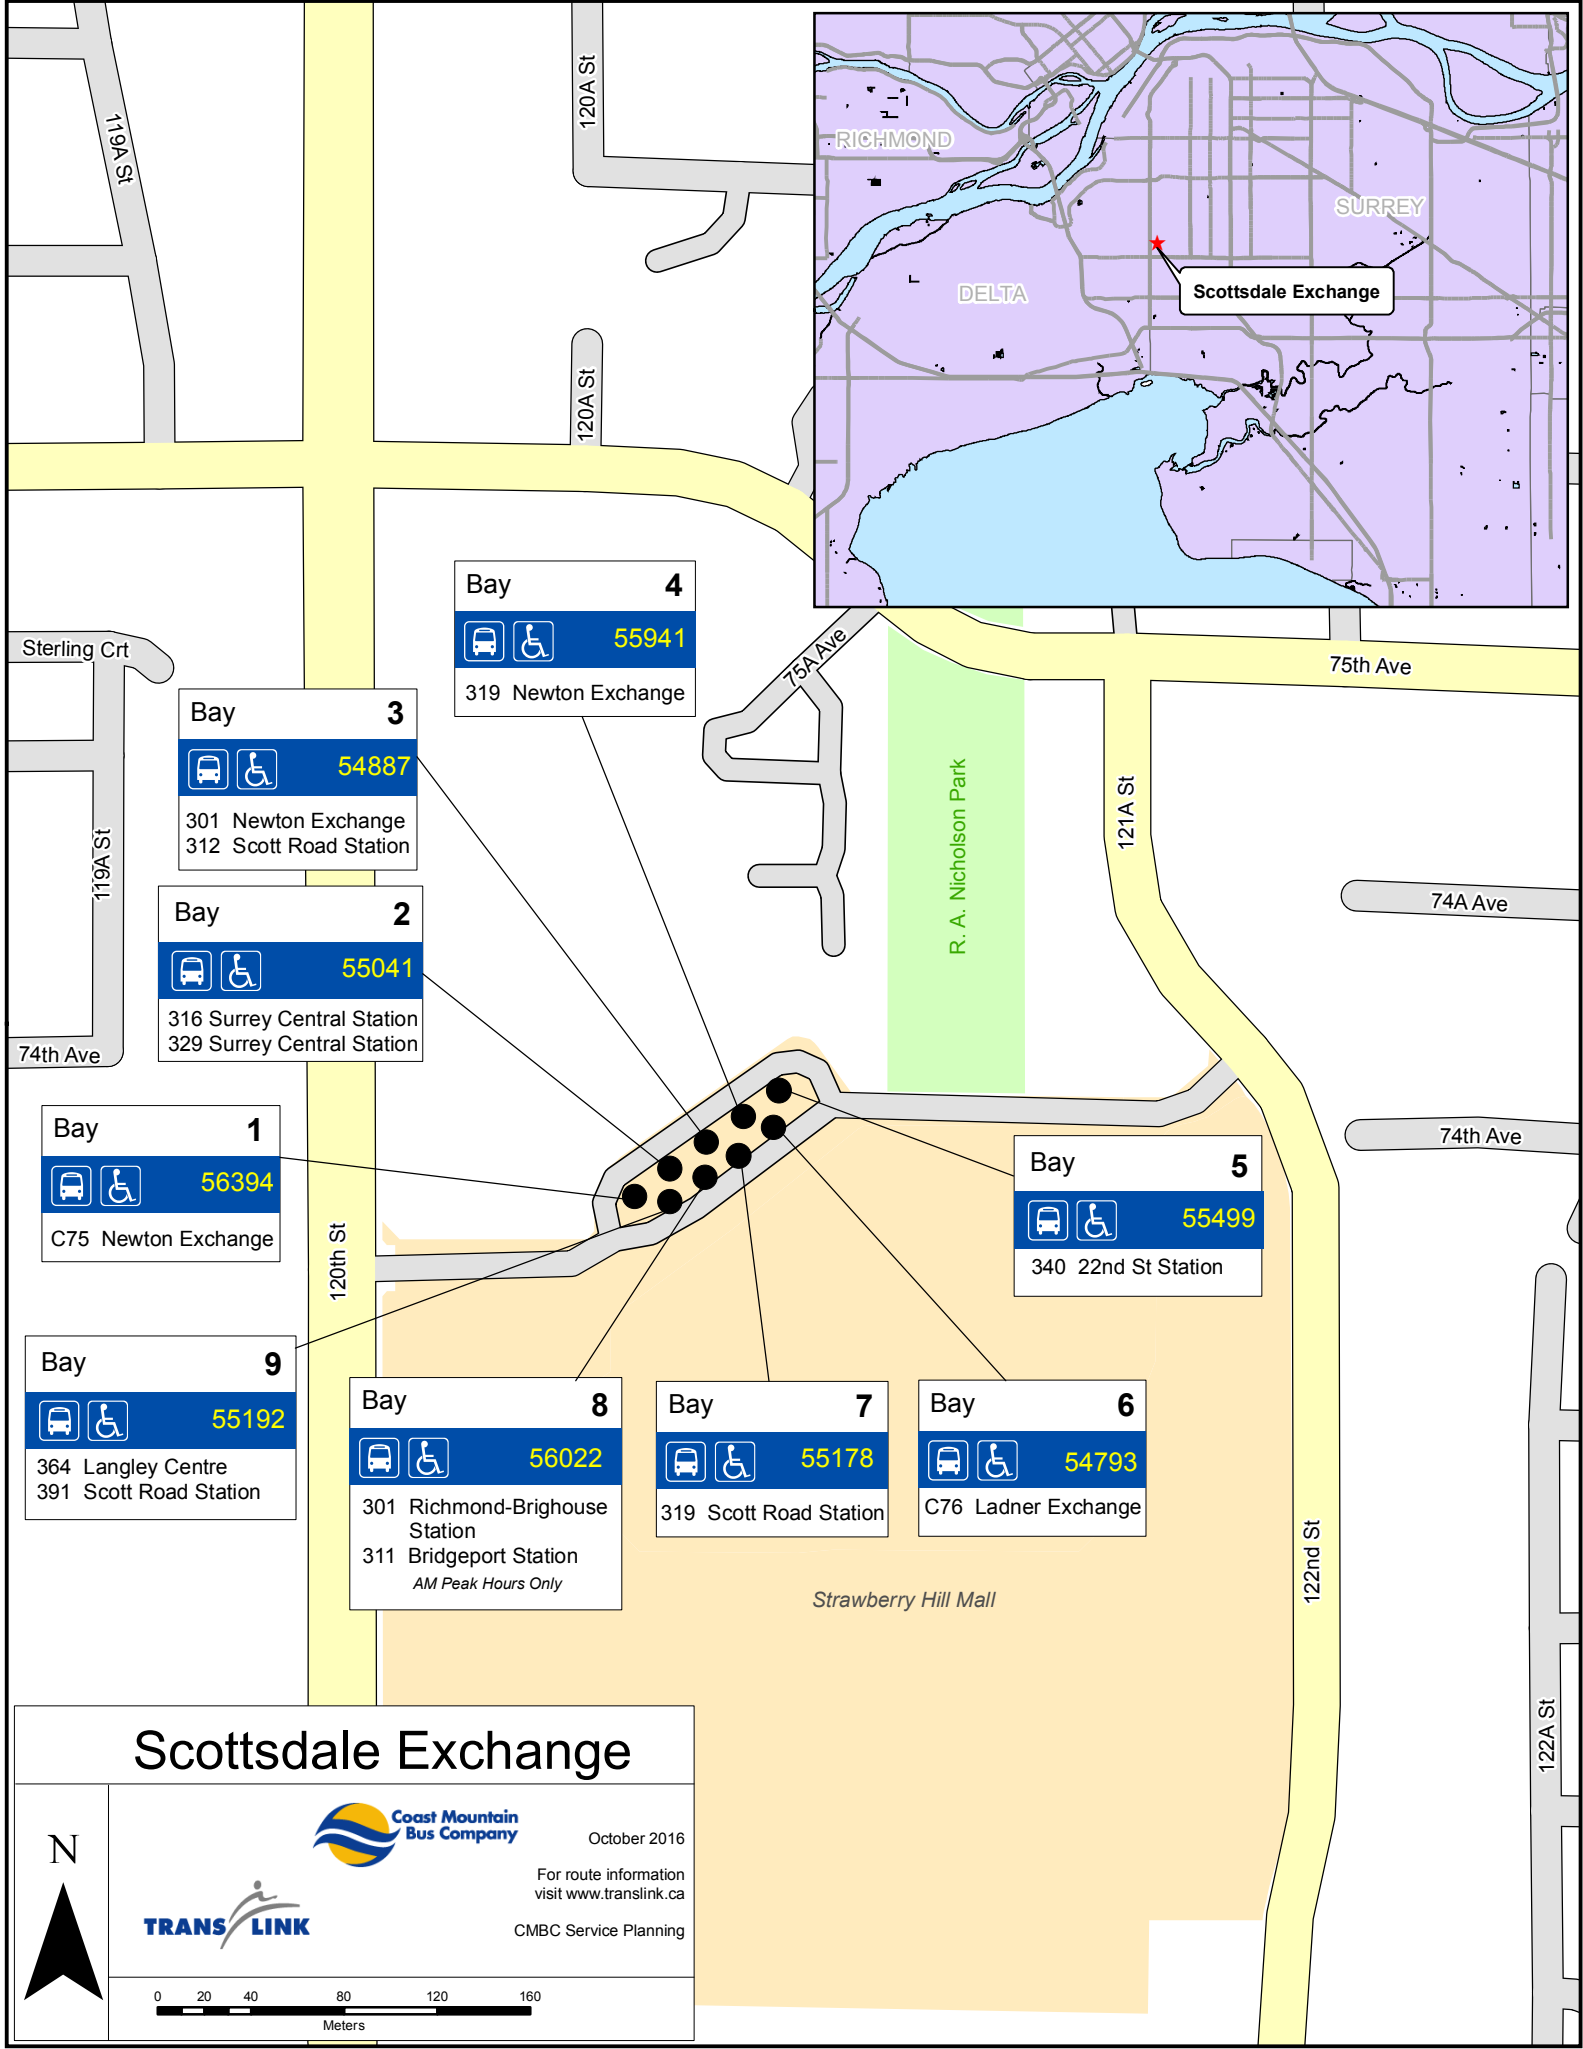 119A St
120A St
RICHMOND
SURREY
DELTA
Scottsdale Exchange
120A St
Bay 4
55941
319 Newton Exchange
Sterling Crt
75A Ave
75th Ave
Bay 3
54887
301 Newton Exchange
312 Scott Road Station
119A St
R. A. Nicholson Park
121A St
74A Ave
Bay 2
55041
316 Surrey Central Station
329 Surrey Central Station
74th Ave
74th Ave
Bay 1
56394
C75 Newton Exchange
120th St
Bay 5
55499
340 22nd St Station
Bay 9
55192
364 Langley Centre
391 Scott Road Station
Bay 8
56022
301 Richmond-Brighouse
Station
311 Bridgeport Station
AM Peak Hours Only
Bay 7
55178
319 Scott Road Station
Bay 6
54793
C76 Ladner Exchange
122nd St
Strawberry Hill Mall
122A St
Scottsdale Exchange
N
Coast Mountain
Bus Company
TRANS LINK
October 2016
For route information
visit www.translink.ca
CMBC Service Planning
0 20 40 80 120 160
Meters